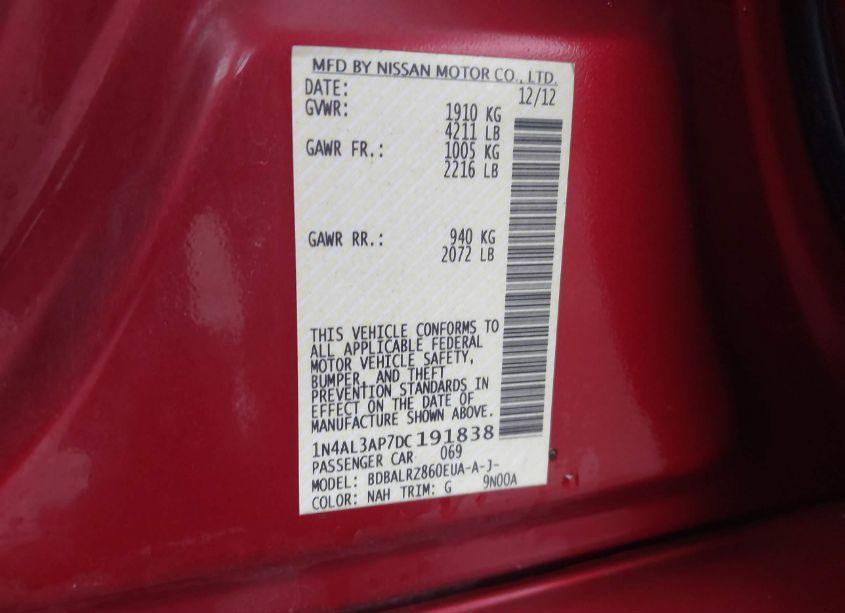 MFD BY NISSAN MOTOR CO., LTD.
DATE: 12/12
GVWR: 1910 KG
4211 LB
GAWR FR.: 1005 KG
2216 LB
GAWR RR.: 940 KG
2072 LB
THIS VEHICLE CONFORMS TO
ALL APPLICABLE FEDERAL
MOTOR VEHICLE SAFETY,
BUMPER, AND THEFT
PREVENTION STANDARDS IN
EFFECT ON THE DATE OF
MANUFACTURE SHOWN ABOVE.
1N4AL3AP7DC191838
PASSENGER CAR 069
MODEL: BDBALRZ860EUA-A-J-
COLOR: NAH TRIM: G 9N00A